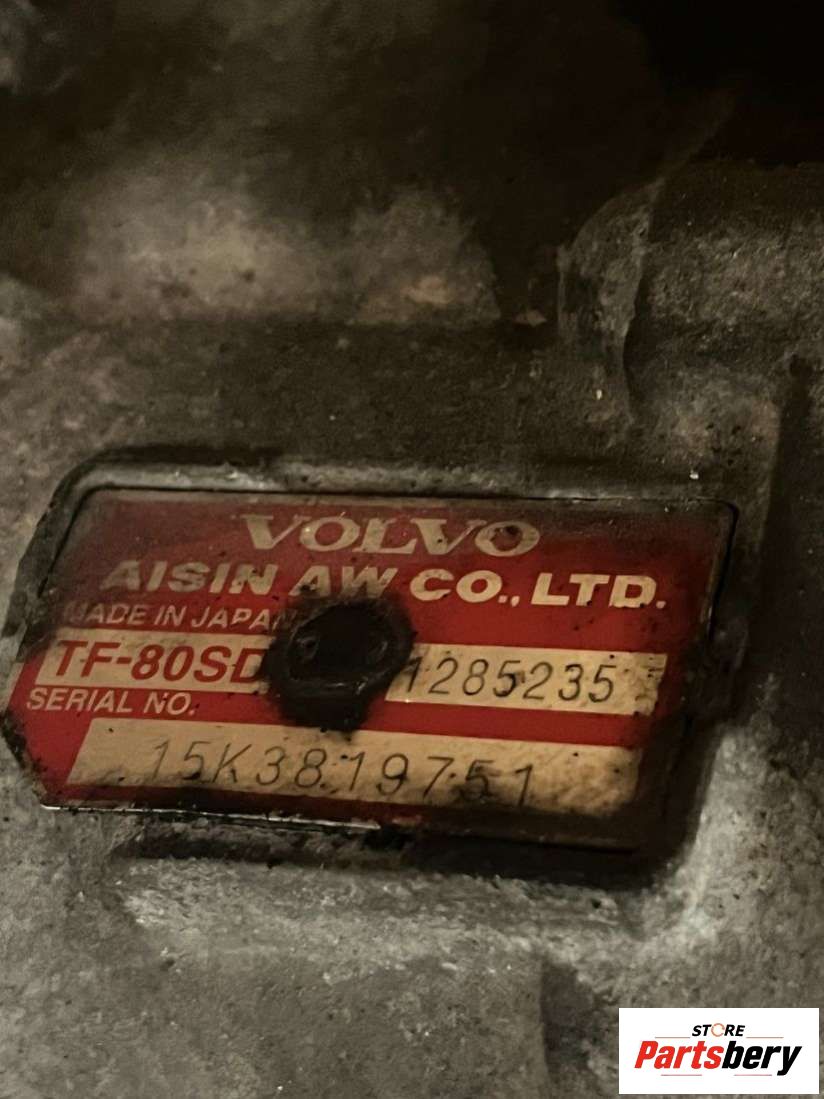 VOLVO
AISIN AW CO., LTD.
MADE IN JAPAN
TF-80SD 1285235
SERIAL NO.
15K3819751
STORE
Partsbery